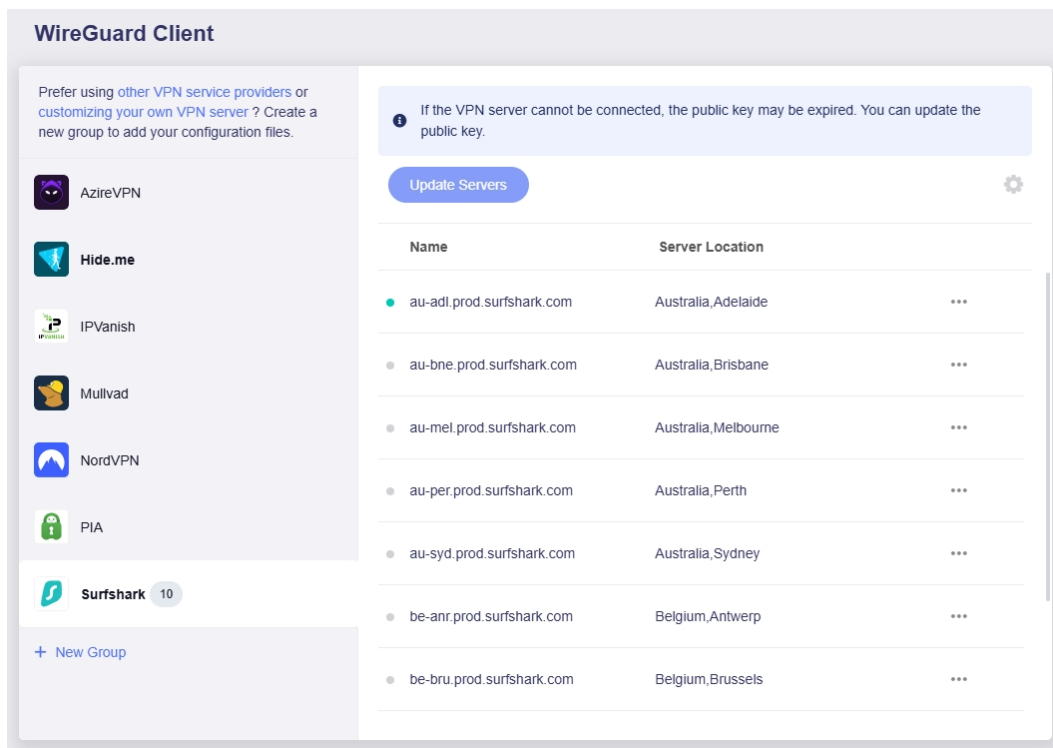 WireGuard Client
Prefer using other VPN service providers or
customizing your own VPN server ? Create a
new group to add your configuration files.
AzireVPN
Hide.me
IPVANISH
IPVanish
Mullvad
NordVPN
PIA
Surfshark 10
+ New Group
If the VPN server cannot be connected, the public key may be expired. You can update the
public key.
Update Servers
Name Server Location
au-adl.prod.surfshark.com Australia,Adelaide
au-bne.prod.surfshark.com Australia,Brisbane
au-mel.prod.surfshark.com Australia,Melbourne
au-per.prod.surfshark.com Australia,Perth
au-syd.prod.surfshark.com Australia,Sydney
be-anr.prod.surfshark.com Belgium,Antwerp
be-bru.prod.surfshark.com Belgium,Brussels